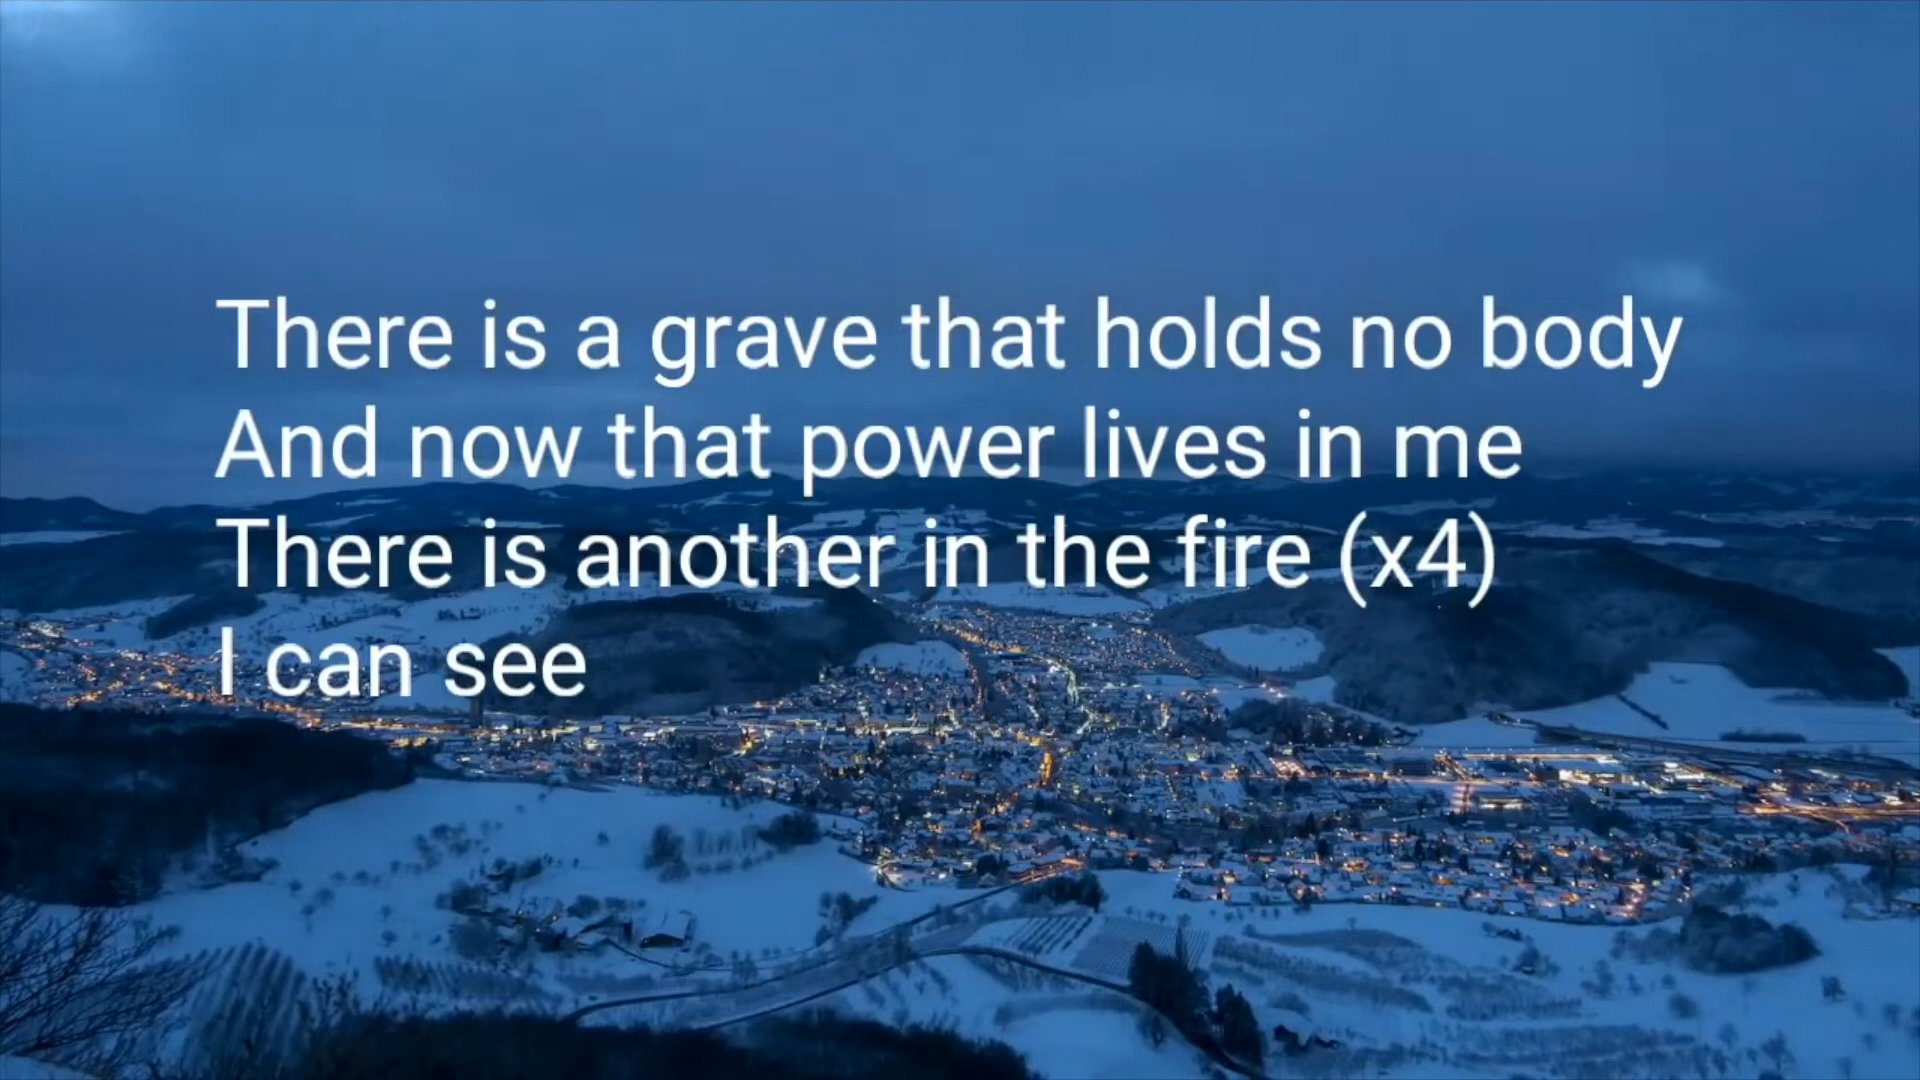 There is a grave that holds no body
And now that power lives in me
There is another in the fire (x4)
I can see